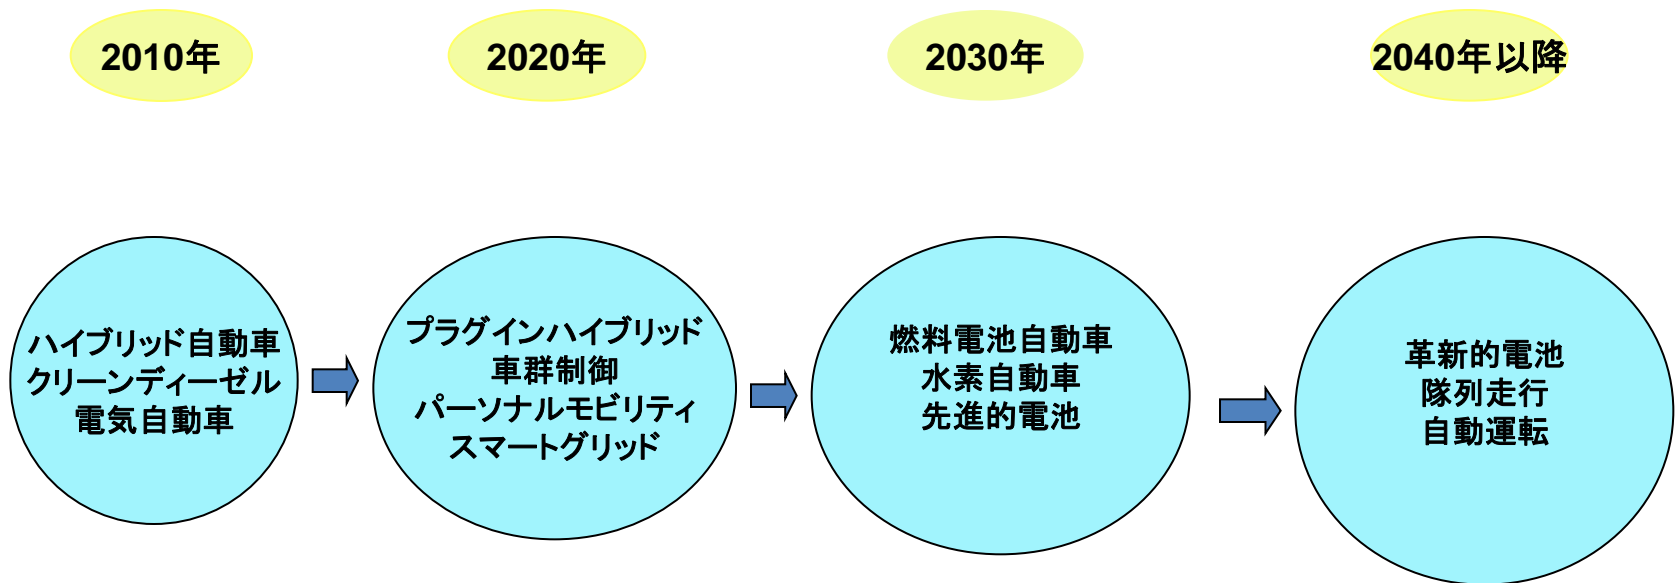 2010年
2020年
2030年
2040年以降
ハイブリッド自動車
クリーンディーゼル
電気自動車
プラグインハイブリッド
車群制御
パーソナルモビリティ
スマートグリッド
燃料電池自動車
水素自動車
先進的電池
革新的電池
隊列走行
自動運転